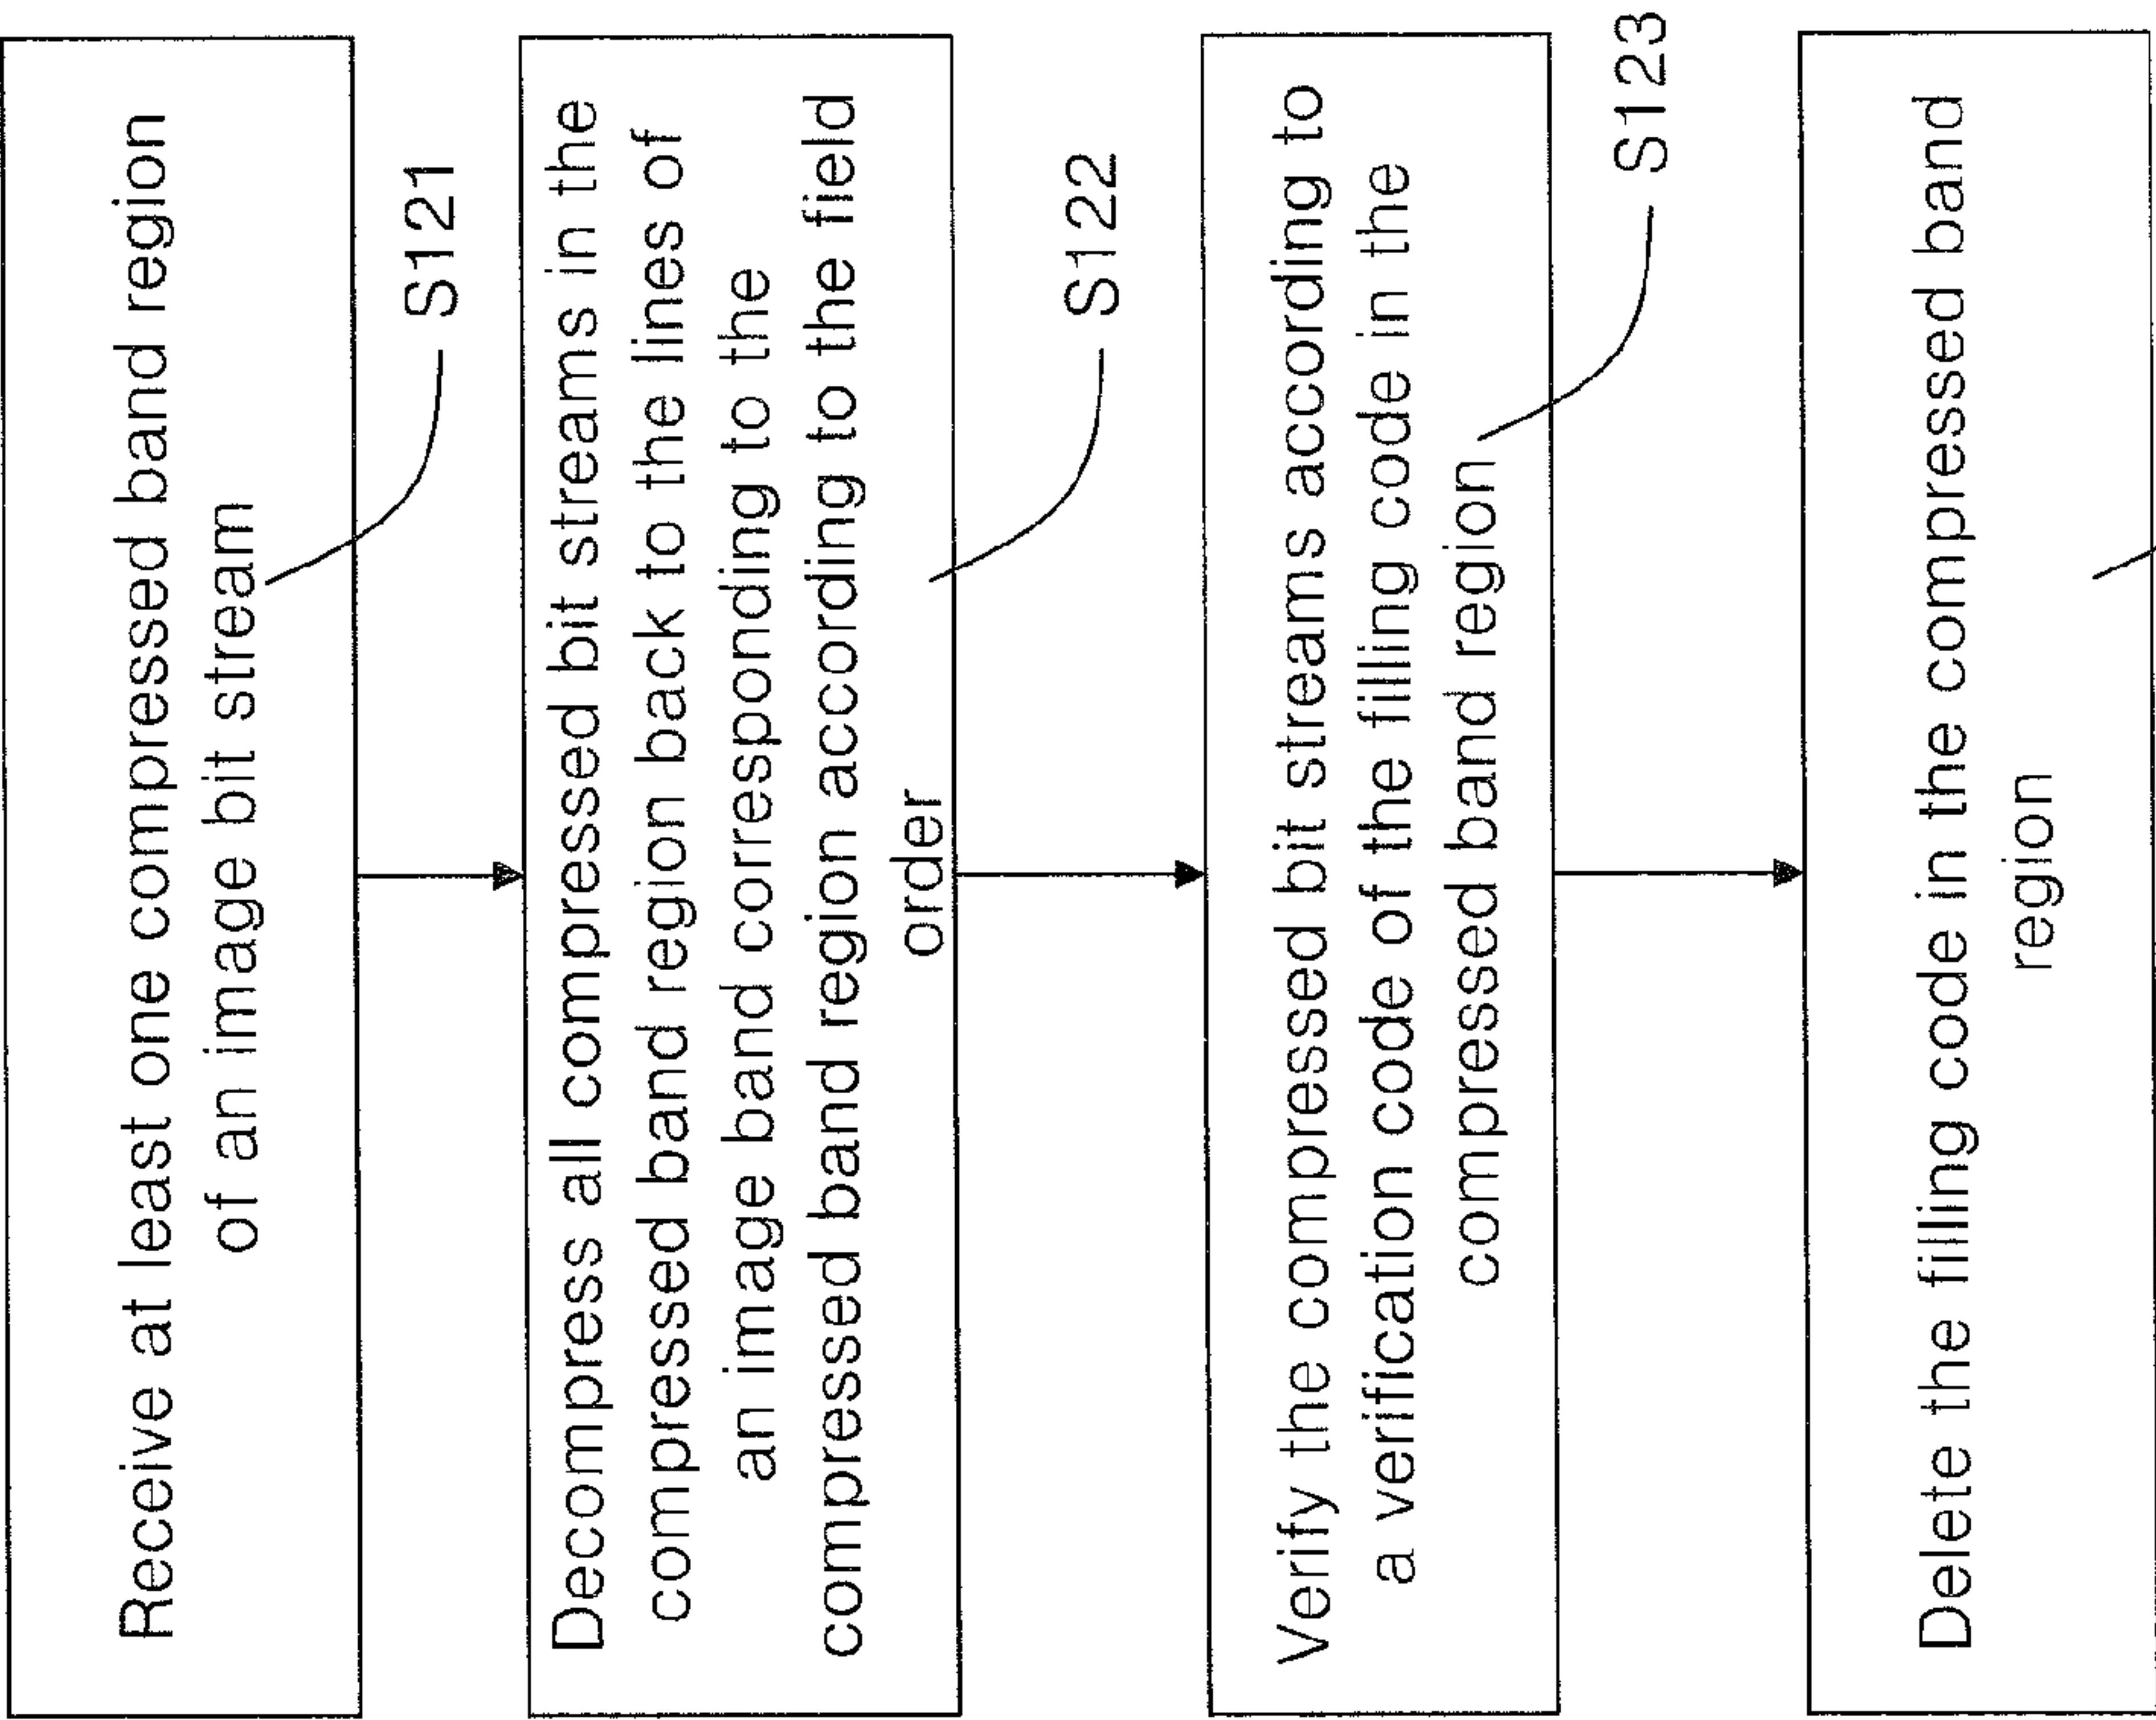 Receive at least one compressed band region
of an image bit stream
S121
Decompress all compressed bit streams in the
compressed band region back to the lines of
an image band corresponding to the
compressed band region according to the field
order
S122
Verify the compressed bit streams according to
a verification code of the filling code in the
compressed band region
S123
Delete the filling code in the compressed band
region